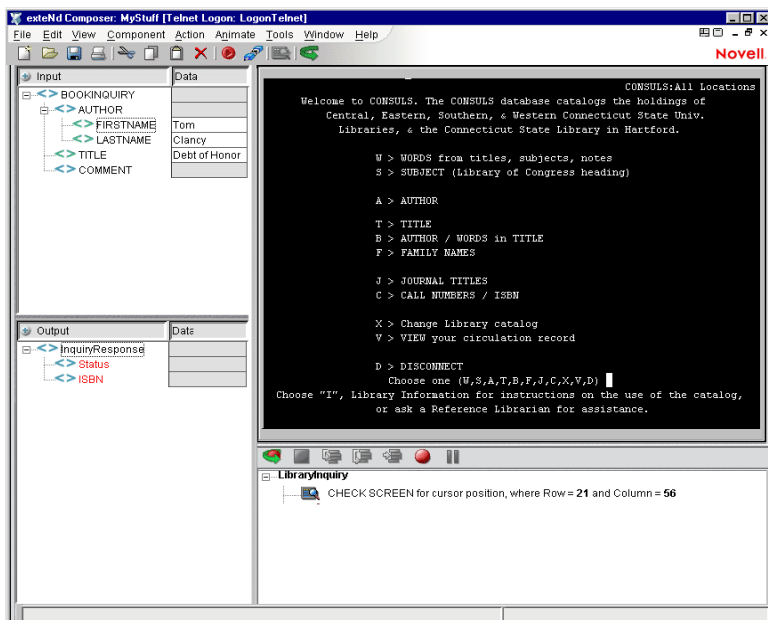 exteNd Composer: MyStuff [Telnet Logon: LogonTelnet]
File Edit View Component Action Animate Tools Window Help
Novell.
Input Data
BOOKINQUIRY
AUTHOR
FIRSTNAME Tom
LASTNAME Clancy
TITLE Debt of Honor
COMMENT
CONSULS:All Locations
Welcome to CONSULS. The CONSULS database catalogs the holdings of
Central, Eastern, Southern, & Western Connecticut State Univ.
Libraries, & the Connecticut State Library in Hartford.
W > WORDS from titles, subjects, notes
S > SUBJECT (Library of Congress heading)
A > AUTHOR
T > TITLE
B > AUTHOR / WORDS in TITLE
F > FAMILY NAMES
J > JOURNAL TITLES
C > CALL NUMBERS / ISBN
X > Change Library catalog
V > VIEW your circulation record
D > DISCONNECT
Choose one (W,S,A,T,B,F,J,C,X,V,D)
Choose "I", Library Information for instructions on the use of the catalog,
or ask a Reference Librarian for assistance.
Output Data
InquiryResponse
Status
ISBN
LibraryInquiry
CHECK SCREEN for cursor position, where Row = 21 and Column = 56